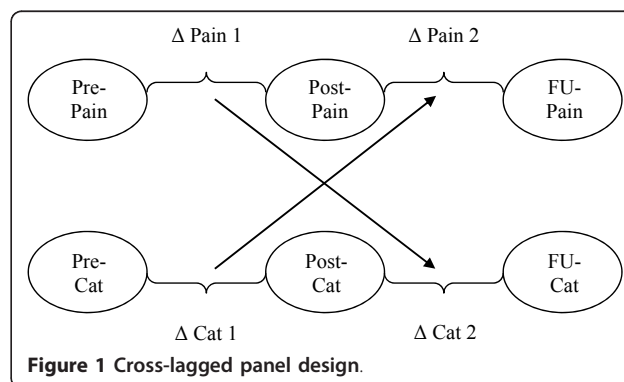 Δ Pain 1 Δ Pain 2
Pre- Post- FU-
Pain Pain Pain
Pre- Post- FU-
Cat Cat Cat
Δ Cat 1 Δ Cat 2
Figure 1 Cross-lagged panel design.